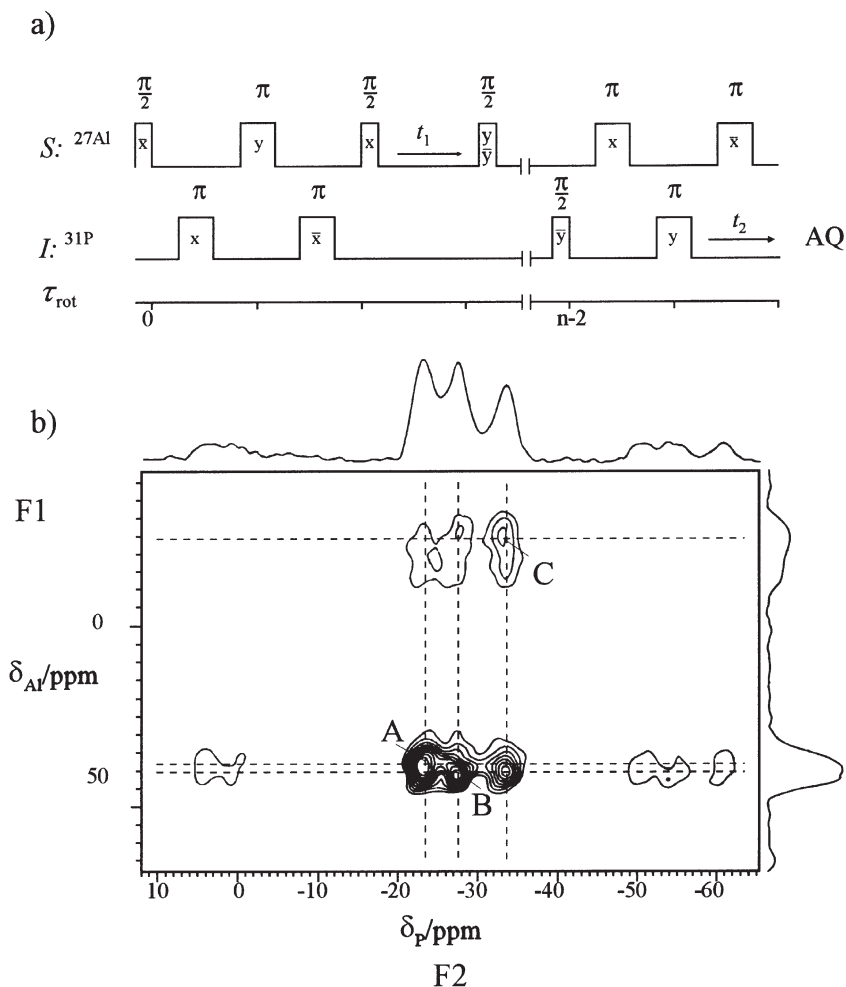 a)
π/2 π π/2 π/2 π π
S: ²⁷Al x̄ y x t₁ y ȳ x x̄
π π π/2 π
I: ³¹P x x̄ ȳ y t₂ AQ
τrot
0 n-2
b)
F1
C
0
δAl/ppm
A
50
B
10 0 -10 -20 -30 -40 -50 -60
δP/ppm
F2